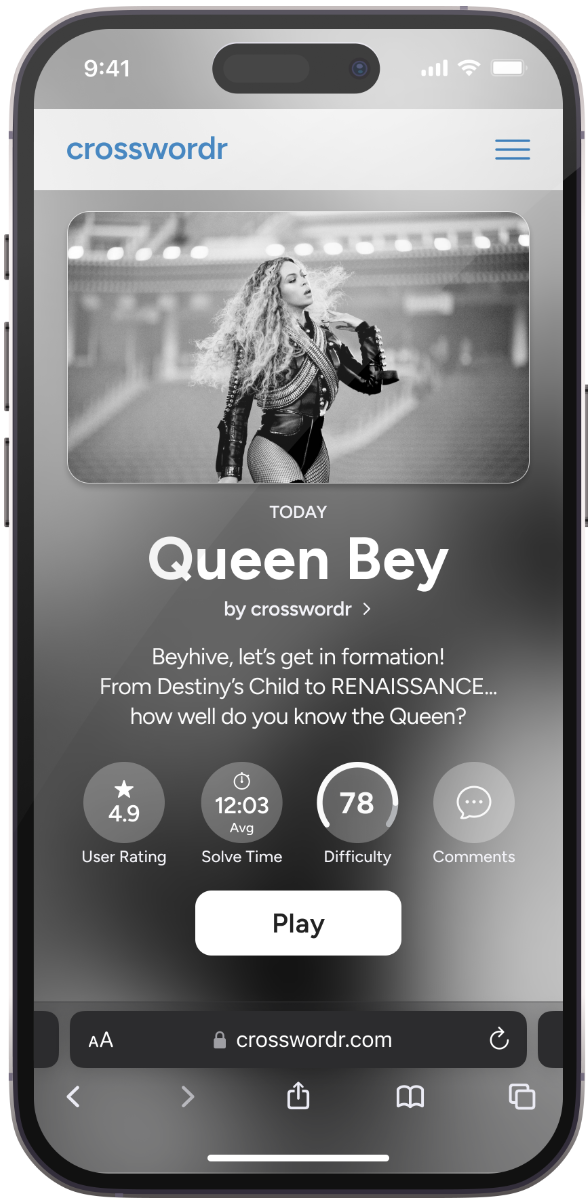 9:41
crosswordr
TODAY
Queen Bey
by crosswordr
Beyhive, let's get in formation!
From Destiny's Child to RENAISSANCE...
how well do you know the Queen?
4.9
User Rating
12:03
Avg
Solve Time
78
Difficulty
Comments
Play
AA
crosswordr.com